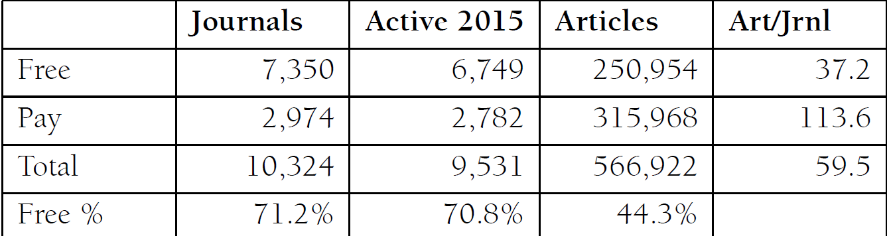 Journals Active 2015 Articles Art/Jrnl
Free 7,350 6,749 250,954 37.2
Pay 2,974 2,782 315,968 113.6
Total 10,324 9,531 566,922 59.5
Free % 71.2% 70.8% 44.3%